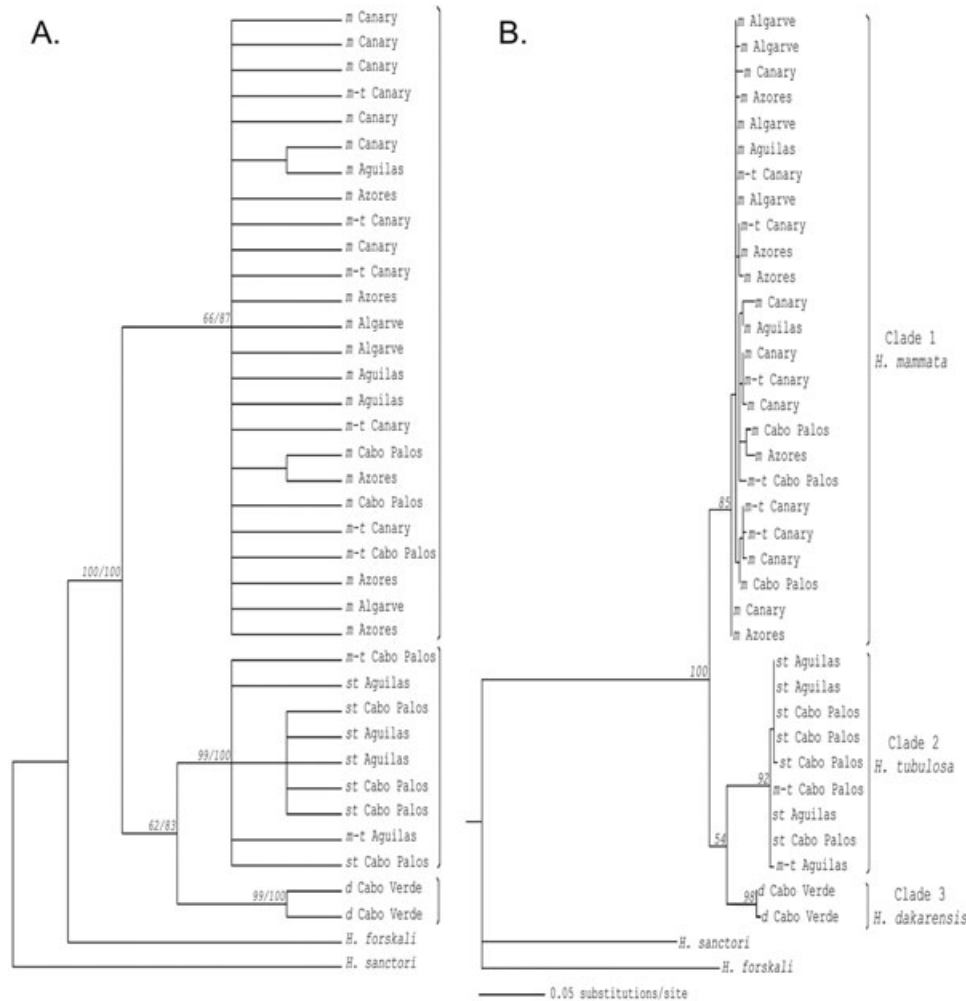 A.
m Canary
m Canary
m Canary
m-t Canary
m Canary
m Canary
m Aguilas
m Azores
m-t Canary
m Canary
m-t Canary
m Azores
66/87
m Algarve
m Algarve
m Aguilas
m Aguilas
m-t Canary
m Cabo Palos
m Azores
m Cabo Palos
m-t Canary
m-t Cabo Palos
100/100
m Azores
m Algarve
m Azores
m-t Cabo Palos
st Aguilas
st Cabo Palos
st Aguilas
99/100
st Aguilas
st Cabo Palos
st Cabo Palos
62/83
m-t Aguilas
st Cabo Palos
99/100
d Cabo Verde
d Cabo Verde
H. forskali
H. sanctori
B.
m Algarve
m Algarve
m Canary
m Azores
m Algarve
m Aguilas
m-t Canary
m Algarve
m-t Canary
m Azores
m Azores
m Canary
m Aguilas
m Canary
m-t Canary
m Canary
m Cabo Palos
m Azores
m-t Cabo Palos
85
m-t Canary
m-t Canary
m Canary
m Cabo Palos
m Canary
m Azores
Clade 1
H. mammata
100
st Aguilas
st Aguilas
st Cabo Palos
st Cabo Palos
st Cabo Palos
92
m-t Cabo Palos
st Aguilas
st Cabo Palos
m-t Aguilas
Clade 2
H. tubulosa
54
98
d Cabo Verde
d Cabo Verde
Clade 3
H. dakarensis
H. sanctori
H. forskali
0.05 substitutions/site